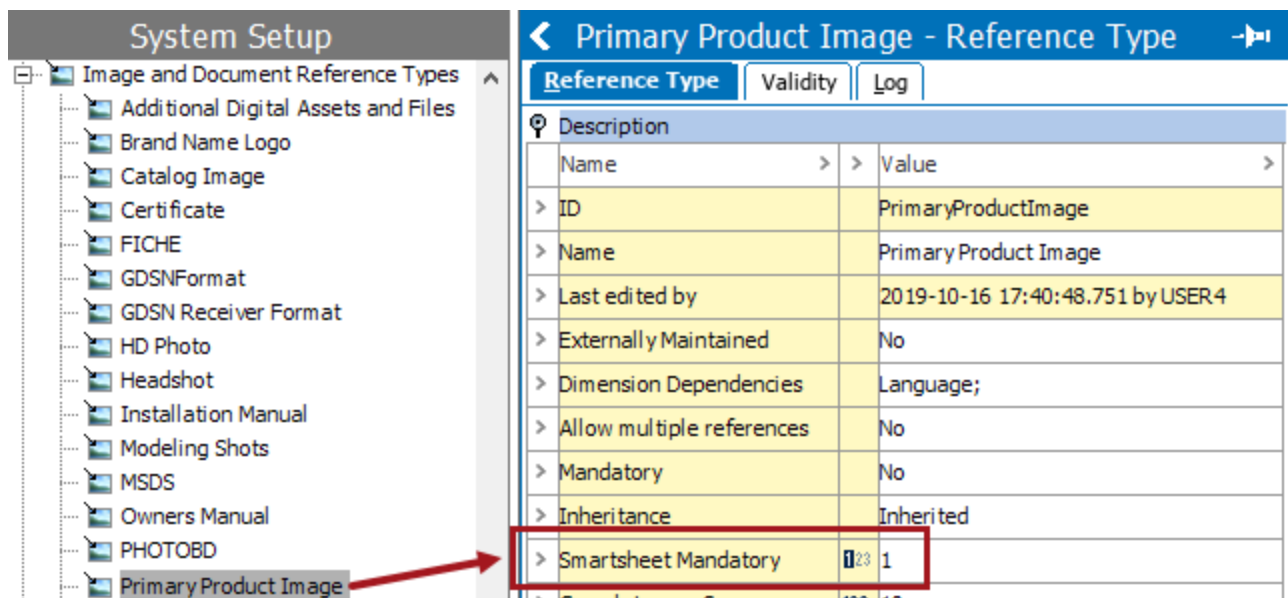 System Setup
Image and Document Reference Types
Additional Digital Assets and Files
Brand Name Logo
Catalog Image
Certificate
FICHE
GDSNFormat
GDSN Receiver Format
HD Photo
Headshot
Installation Manual
Modeling Shots
MSDS
Owners Manual
PHOTOBD
Primary Product Image
Primary Product Image - Reference Type
Reference Type Validity Log
Description
Name > > Value >
> ID PrimaryProductImage
> Name Primary Product Image
> Last edited by 2019-10-16 17:40:48.751 by USER4
> Externally Maintained No
> Dimension Dependencies Language;
> Allow multiple references No
> Mandatory No
> Inheritance Inherited
> Smartsheet Mandatory 123 1